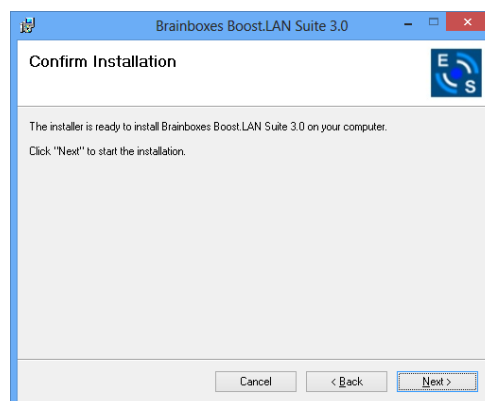 Brainboxes Boost.LAN Suite 3.0
Confirm Installation
E
S
The installer is ready to install Brainboxes Boost.LAN Suite 3.0 on your computer.
Click "Next" to start the installation.
Cancel
< Back
Next >